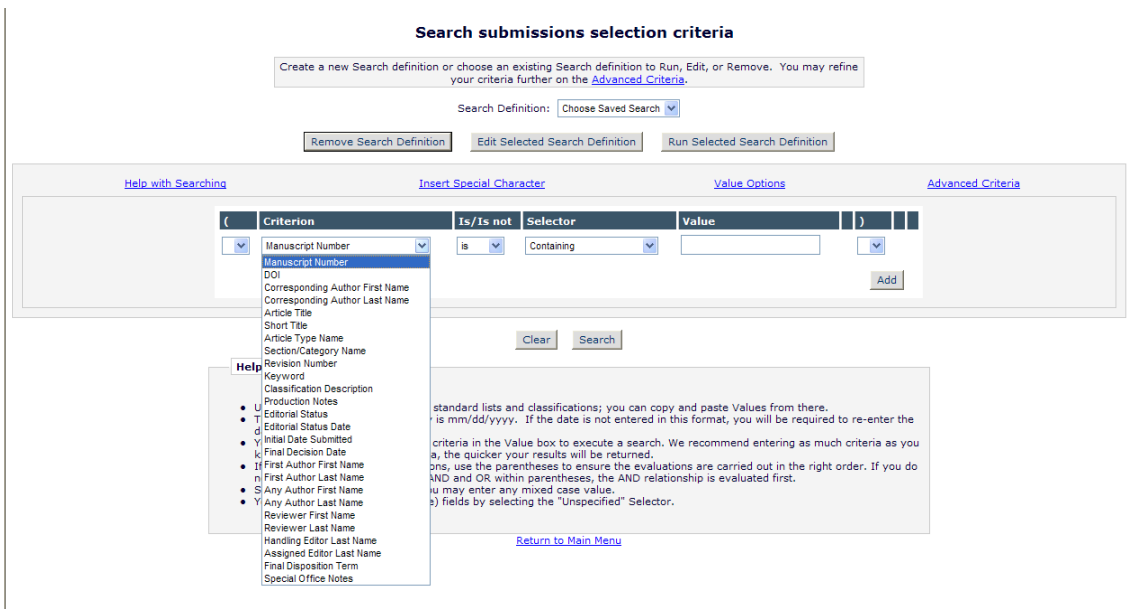 Search submissions selection criteria
Create a new Search definition or choose an existing Search definition to Run, Edit, or Remove. You may refine
your criteria further on the Advanced Criteria.
Search Definition: Choose Saved Search
Remove Search Definition Edit Selected Search Definition Run Selected Search Definition
Help with Searching Insert Special Character Value Options Advanced Criteria
( Criterion Is/Is not Selector Value )
Manuscript Number is Containing
Manuscript Number
DOI
Corresponding Author First Name
Corresponding Author Last Name
Add
Article Title
Short Title
Article Type Name
Clear Search
Section/Category Name
Revision Number
Help
Keyword
Classification Description
Production Notes
U standard lists and classifications; you can copy and paste Values from there.
Editorial Status
T y is mm/dd/yyyy. If the date is not entered in this format, you will be required to re-enter the
Editorial Status Date
d
Initial Date Submitted
Y criteria in the Value box to execute a search. We recommend entering as much criteria as you
Final Decision Date
k a, the quicker your results will be returned.
First Author First Name
If ons, use the parentheses to ensure the evaluations are carried out in the right order. If you do
First Author Last Name
n AND and OR within parentheses, the AND relationship is evaluated first.
Any Author First Name
S ou may enter any mixed case value.
Any Author Last Name
Y e) fields by selecting the "Unspecified" Selector.
Reviewer First Name
Reviewer Last Name
Handling Editor Last Name
Return to Main Menu
Assigned Editor Last Name
Final Disposition Term
Special Office Notes